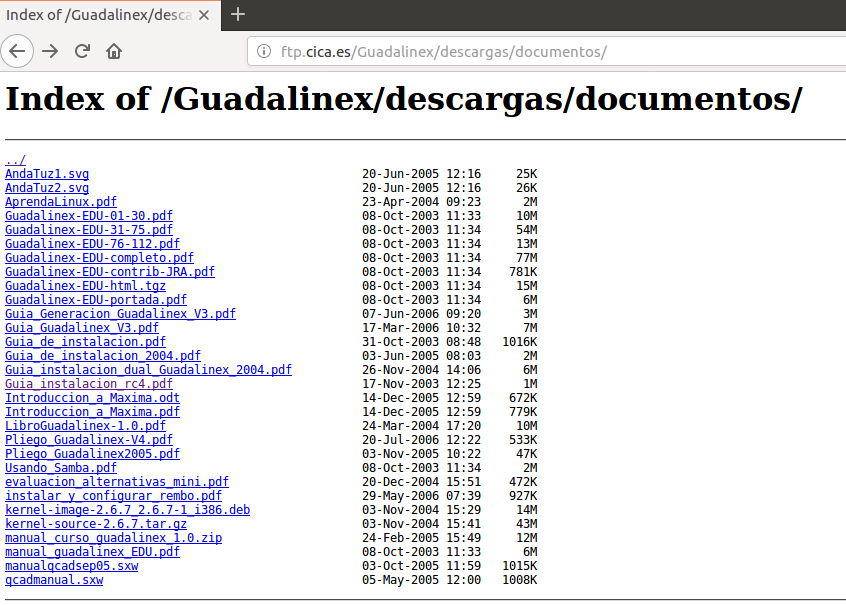 Index of /Guadalinex/desca
ftp.cica.es/Guadalinex/descargas/documentos/
Index of /Guadalinex/descargas/documentos/
../
AndaTuz1.svg 20-Jun-2005 12:16 25K
AndaTuz2.svg 20-Jun-2005 12:16 26K
AprendaLinux.pdf 23-Apr-2004 09:23 2M
Guadalinex-EDU-01-30.pdf 08-Oct-2003 11:33 10M
Guadalinex-EDU-31-75.pdf 08-Oct-2003 11:34 54M
Guadalinex-EDU-76-112.pdf 08-Oct-2003 11:34 13M
Guadalinex-EDU-completo.pdf 08-Oct-2003 11:34 77M
Guadalinex-EDU-contrib-JRA.pdf 08-Oct-2003 11:34 781K
Guadalinex-EDU-html.tgz 08-Oct-2003 11:34 15M
Guadalinex-EDU-portada.pdf 08-Oct-2003 11:34 6M
Guia_Generacion_Guadalinex_V3.pdf 07-Jun-2006 09:20 3M
Guia_Guadalinex_V3.pdf 17-Mar-2006 10:32 7M
Guia_de_instalacion.pdf 31-Oct-2003 08:48 1016K
Guia_de_instalacion_2004.pdf 03-Jun-2005 08:03 2M
Guia_instalacion_dual_Guadalinex_2004.pdf 26-Nov-2004 14:06 6M
Guia_instalacion_rc4.pdf 17-Nov-2003 12:25 1M
Introduccion_a_Maxima.odt 14-Dec-2005 12:59 672K
Introduccion_a_Maxima.pdf 14-Dec-2005 12:59 779K
LibroGuadalinex-1.0.pdf 24-Mar-2004 17:20 10M
Pliego_Guadalinex-V4.pdf 20-Jul-2006 12:22 533K
Pliego_Guadalinex2005.pdf 03-Nov-2005 10:22 47K
Usando_Samba.pdf 08-Oct-2003 11:34 2M
evaluacion_alternativas_mini.pdf 20-Dec-2004 15:51 472K
instalar_y_configurar_rembo.pdf 29-May-2006 07:39 927K
kernel-image-2.6.7_2.6.7-1_i386.deb 03-Nov-2004 15:29 14M
kernel-source-2.6.7.tar.gz 03-Nov-2004 15:41 43M
manual_curso_guadalinex_1.0.zip 24-Feb-2005 15:49 12M
manual_guadalinex_EDU.pdf 08-Oct-2003 11:33 6M
manualqcadsep05.sxw 03-Oct-2005 11:59 1015K
qcadmanual.sxw 05-May-2005 12:00 1008K